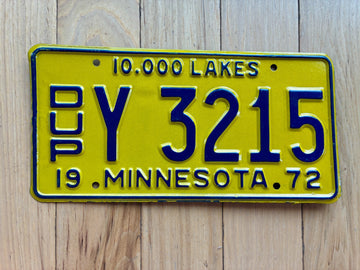 10.000 LAKES
DUP Y 3215
19 MINNESOTA 72